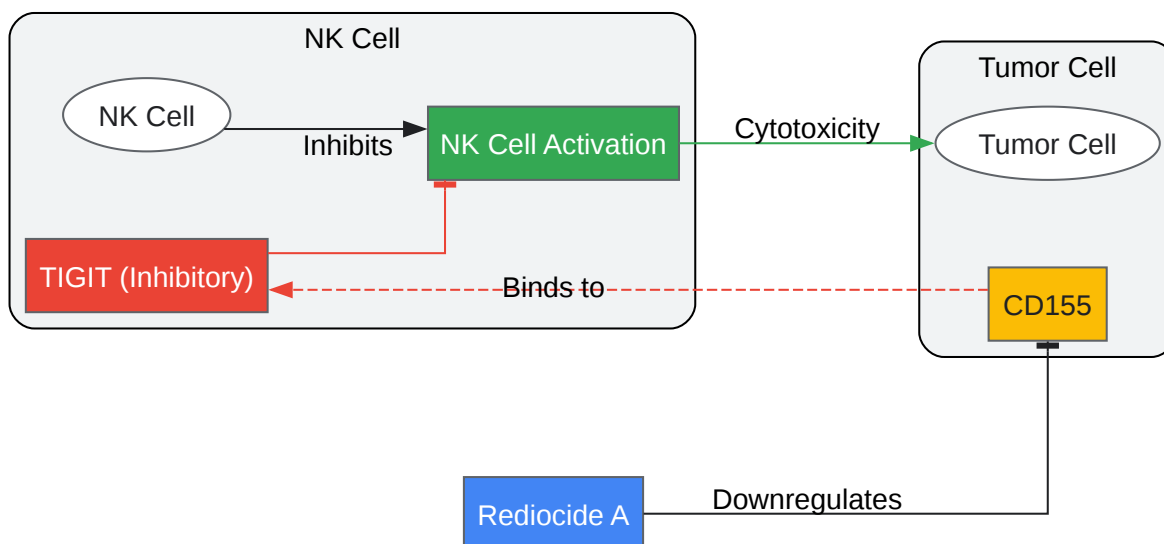 NK Cell
Tumor Cell
NK Cell
Inhibits
NK Cell Activation
Cytotoxicity
Tumor Cell
TIGIT (Inhibitory)
Binds to
CD155
Rediocide A
Downregulates